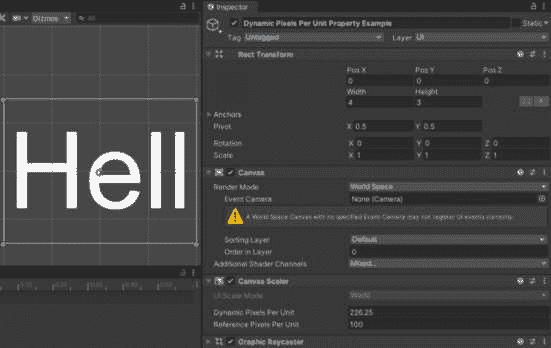 Inspector
Gizmos
All
Dynamic Pixels Per Unit Property Example
Static
Tag Untagged Layer UI
Rect Transform
Pos X Pos Y Pos Z
0 0 0
Width Height
4 3
R
Anchors
Pivot X 0.5 Y 0.5
Rotation X 0 Y 0 Z 0
Scale X 1 Y 1 Z 1
Hell
Canvas
Render Mode World Space
Event Camera None (Camera)
A World Space Canvas with no specified Event Camera may not register UI events correctly.
Sorting Layer Default
Order in Layer 0
Additional Shader Channels Mixed...
Canvas Scaler
UI Scale Mode World
Dynamic Pixels Per Unit 226.25
Reference Pixels Per Unit 100
Graphic Raycaster